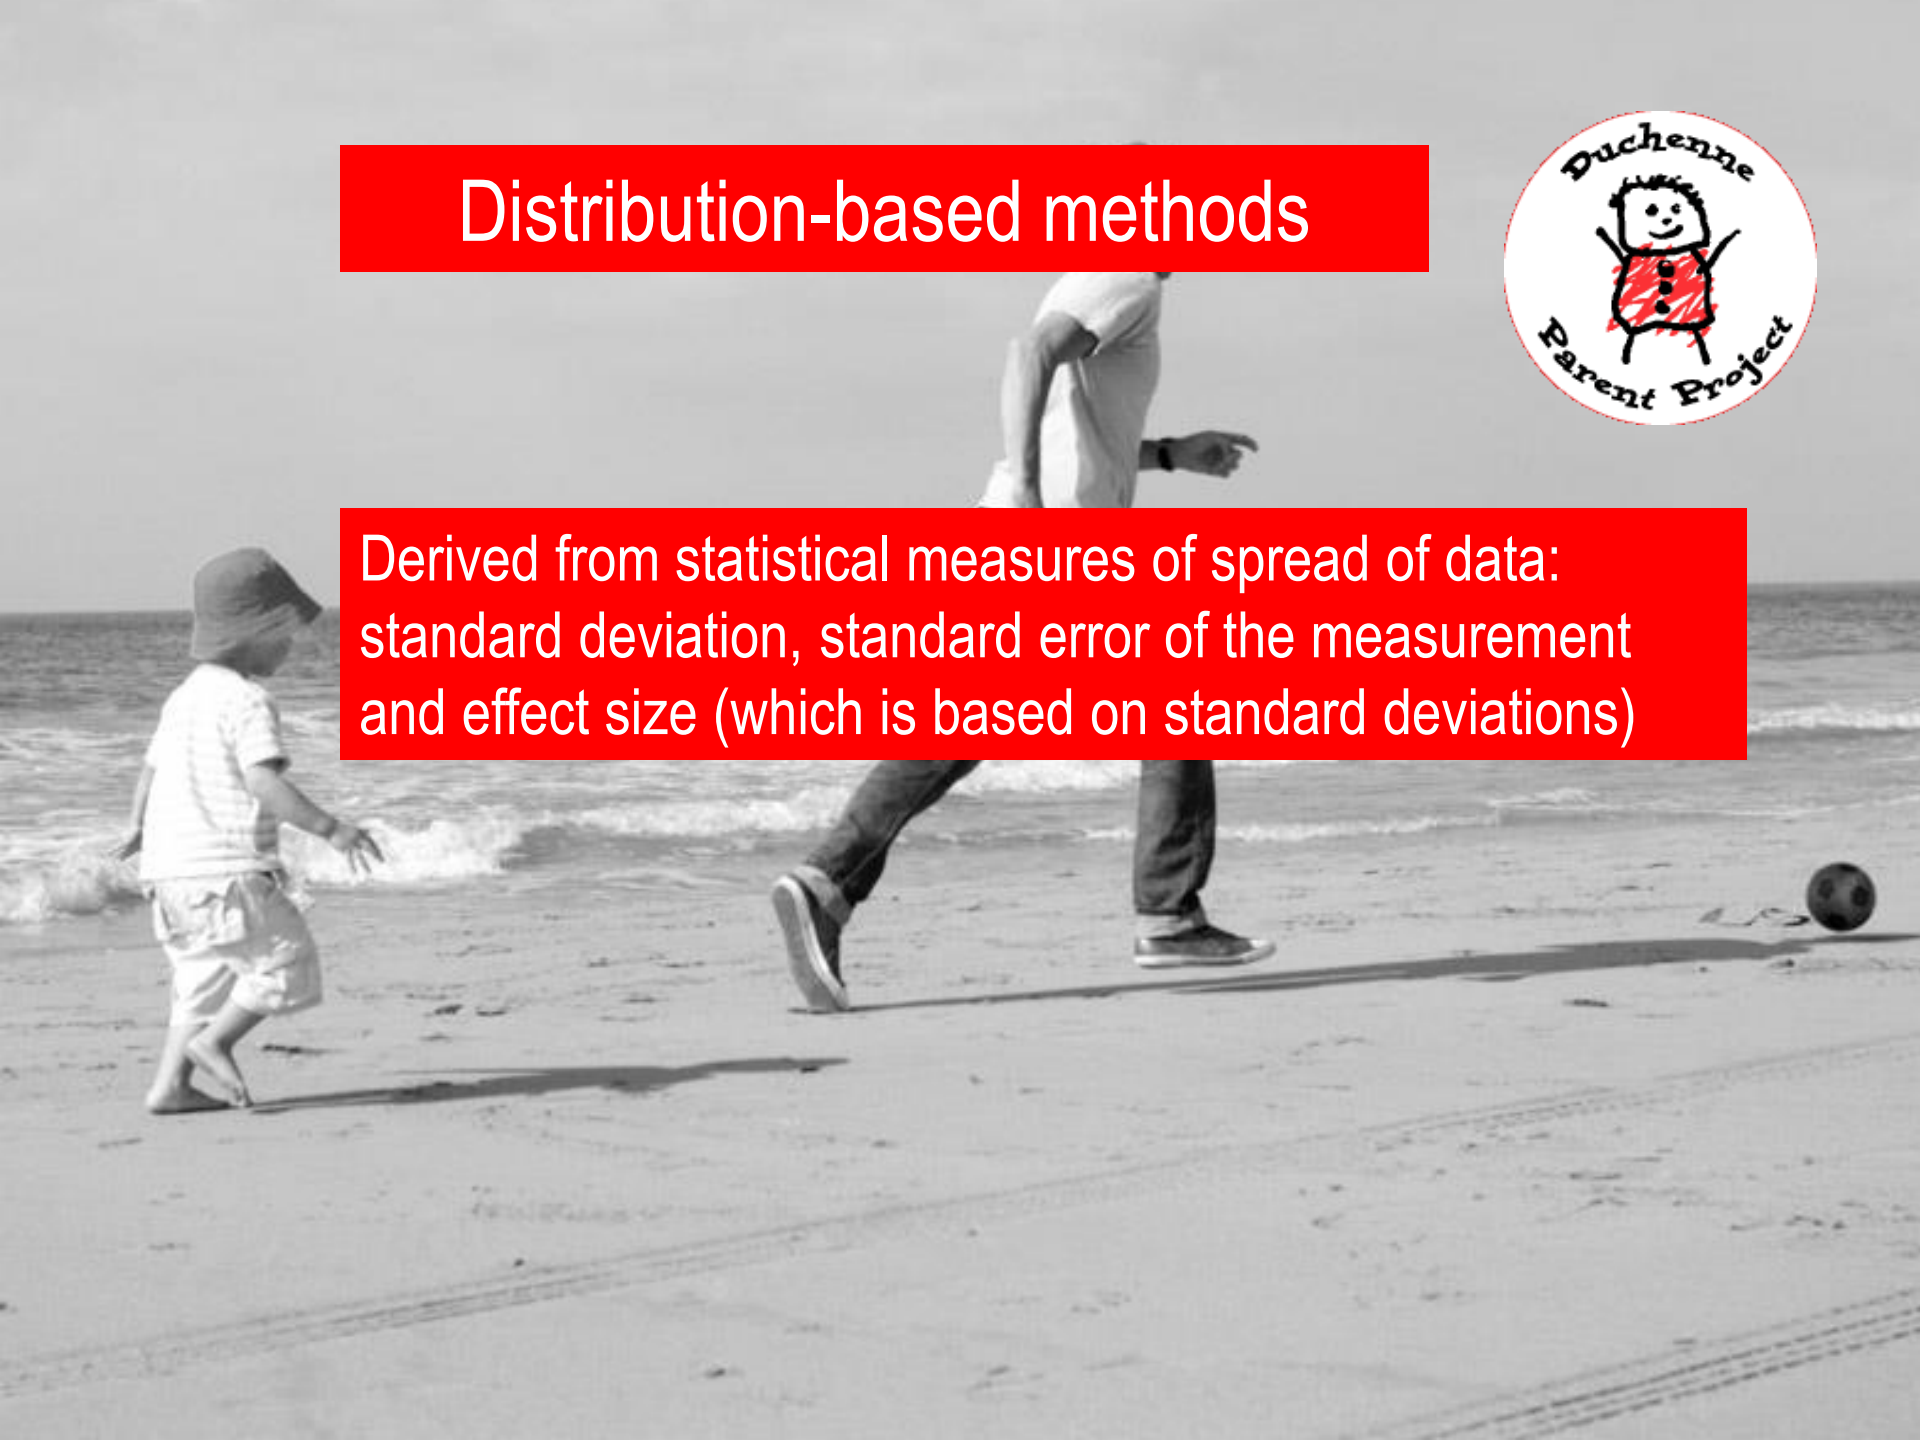 Distribution-based methods
Duchenne
Parent Project
Derived from statistical measures of spread of data:
standard deviation, standard error of the measurement
and effect size (which is based on standard deviations)